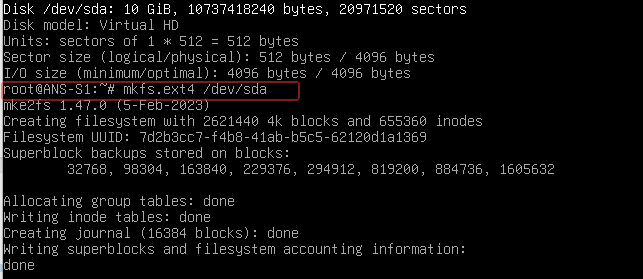 Disk /dev/sda: 10 GiB, 10737418240 bytes, 20971520 sectors
Disk model: Virtual HD
Units: sectors of 1 * 512 = 512 bytes
Sector size (logical/physical): 512 bytes / 4096 bytes
I/O size (minimum/optimal): 4096 bytes / 4096 bytes
root@ANS-S1:~# mkfs.ext4 /dev/sda
mke2fs 1.47.0 (5-Feb-2023)
Creating filesystem with 2621440 4k blocks and 655360 inodes
Filesystem UUID: 7d2b3cc7-f4b8-41ab-b5c5-62120d1a1369
Superblock backups stored on blocks:
32768, 98304, 163840, 229376, 294912, 819200, 884736, 1605632
Allocating group tables: done
Writing inode tables: done
Creating journal (16384 blocks): done
Writing superblocks and filesystem accounting information:
done